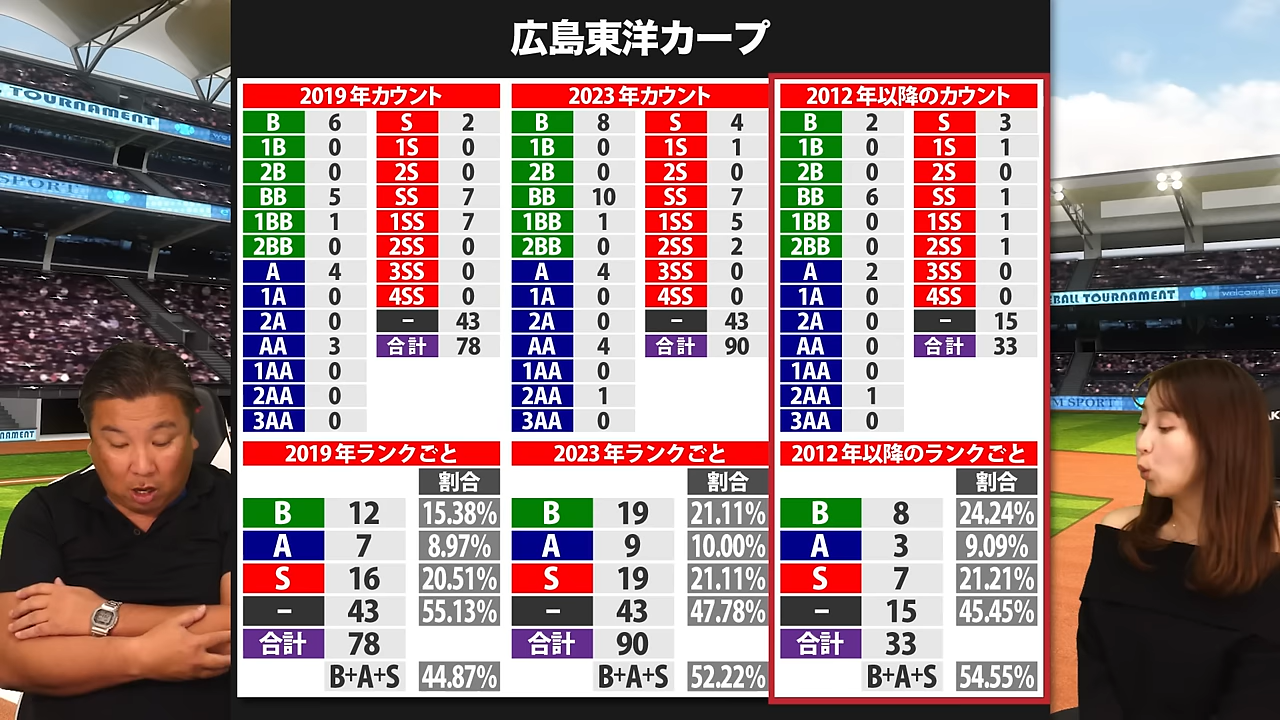 広島東洋カープ
2019年カウント
B 6 S 2
1B 0 1S 0
2B 0 2S 0
BB 5 SS 7
1BB 1 1SS 7
2BB 0 2SS 0
A 4 3SS 0
1A 0 4SS 0
2A 0 − 43
AA 3 合計 78
1AA 0
2AA 0
3AA 0
2023年カウント
B 8 S 4
1B 0 1S 1
2B 0 2S 0
BB 10 SS 7
1BB 1 1SS 5
2BB 0 2SS 2
A 4 3SS 0
1A 0 4SS 0
2A 0 − 43
AA 4 合計 90
1AA 0
2AA 1
3AA 0
2012年以降のカウント
B 2 S 3
1B 0 1S 1
2B 0 2S 0
BB 6 SS 1
1BB 0 1SS 1
2BB 0 2SS 1
A 2 3SS 0
1A 0 4SS 0
2A 0 − 15
AA 0 合計 33
1AA 0
2AA 1
3AA 0
2019年ランクごと
割合
B 12 15.38%
A 7 8.97%
S 16 20.51%
− 43 55.13%
合計 78
B+A+S 44.87%
2023年ランクごと
割合
B 19 21.11%
A 9 10.00%
S 19 21.11%
− 43 47.78%
合計 90
B+A+S 52.22%
2012年以降のランクごと
割合
B 8 24.24%
A 3 9.09%
S 7 21.21%
− 15 45.45%
合計 33
B+A+S 54.55%
TOURNAMENT
SPORT
NAMENT
BALL TOURNAMENT
welcome to
M SPORT